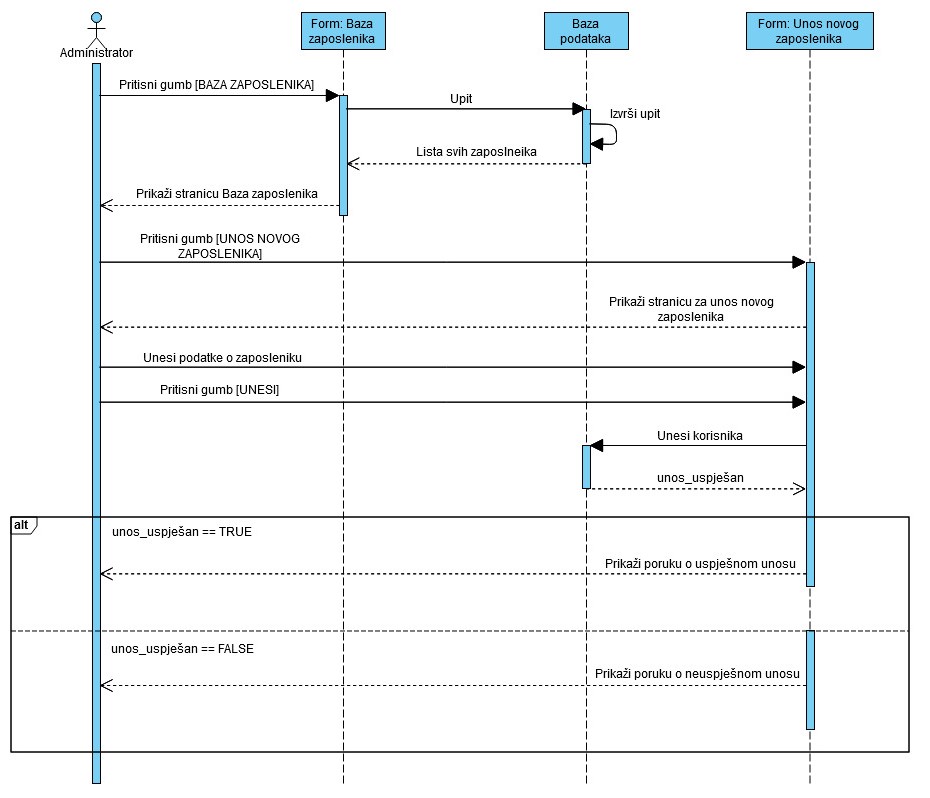 Administrator
Form: Baza
zaposlenika
Baza
podataka
Form: Unos novog
zaposlenika
Pritisni gumb [BAZA ZAPOSLENIKA]
Upit
Izvrši upit
Lista svih zaposlneika
Prikaži stranicu Baza zaposlenika
Pritisni gumb [UNOS NOVOG
ZAPOSLENIKA]
Prikaži stranicu za unos novog
zaposlenika
Unesi podatke o zaposleniku
Pritisni gumb [UNESI]
Unesi korisnika
unos_uspješan
alt
unos_uspješan == TRUE
Prikaži poruku o uspješnom unosu
unos_uspješan == FALSE
Prikaži poruku o neuspješnom unosu